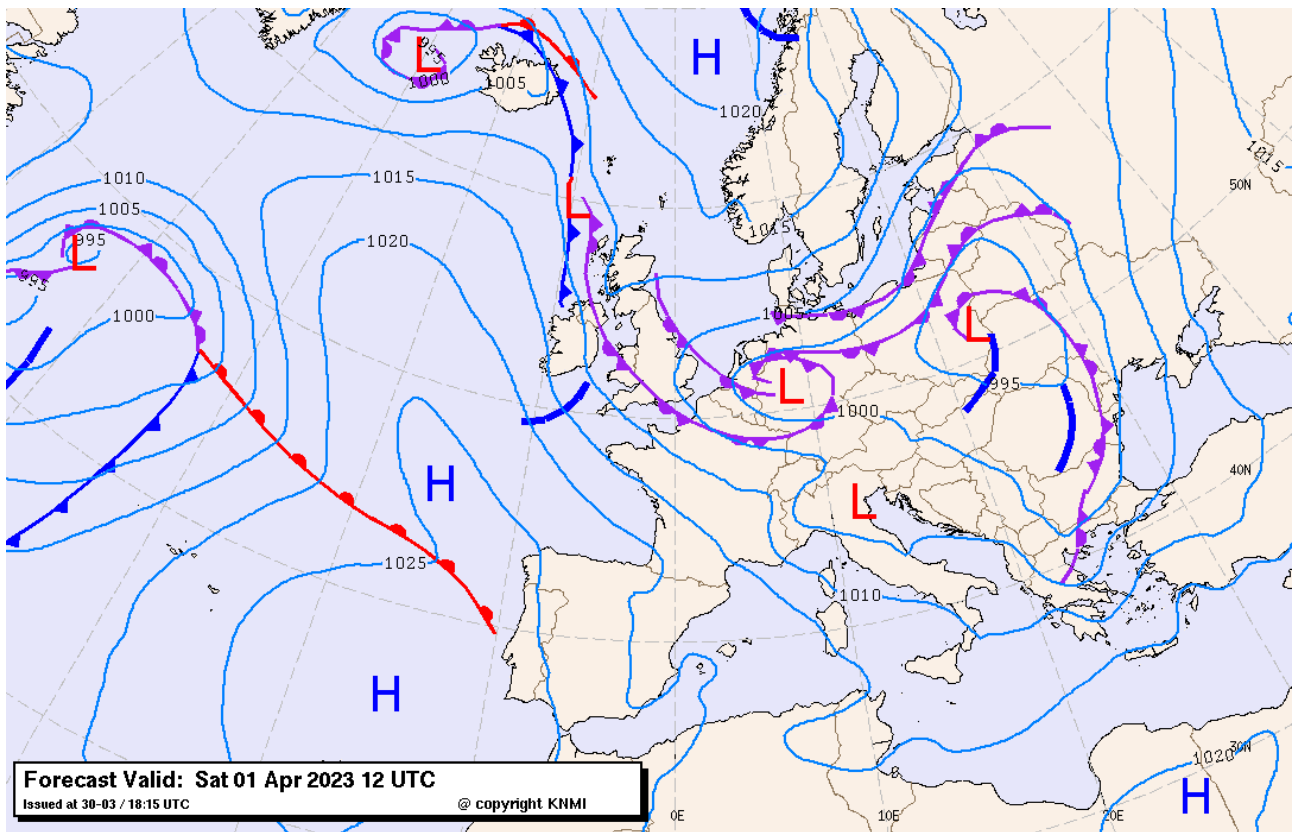 L
995
1000
1005
H
1020
1015
50N
1010
1015
1005
1020
L
1015
995
L
995
1000
1005
L
L
995
1000
40N
H
L
1025
1010
H
1020
30N
H
Forecast Valid: Sat 01 Apr 2023 12 UTC
Issued at 30-03 / 18:15 UTC @ copyright KNMI
0E
10E
20E